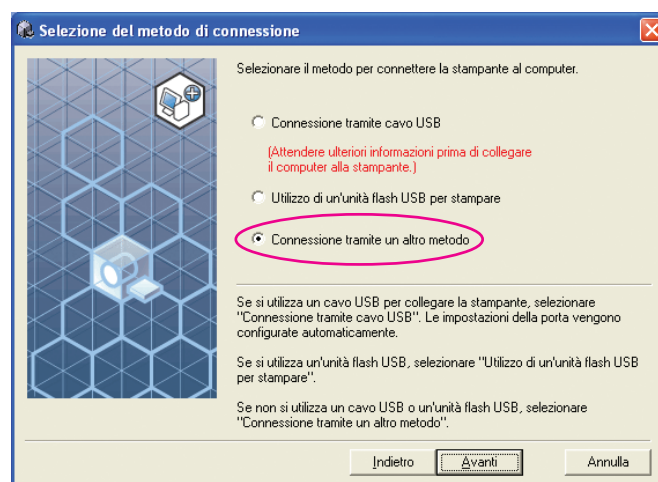 Selezione del metodo di connessione
Selezionare il metodo per connettere la stampante al computer.
Connessione tramite cavo USB
(Attendere ulteriori informazioni prima di collegare
il computer alla stampante.)
Utilizzo di un'unità flash USB per stampare
Connessione tramite un altro metodo
Se si utilizza un cavo USB per collegare la stampante, selezionare
"Connessione tramite cavo USB". Le impostazioni della porta vengono
configurate automaticamente.
Se si utilizza un'unità flash USB, selezionare "Utilizzo di un'unità flash USB
per stampare".
Se non si utilizza un cavo USB o un'unità flash USB, selezionare
"Connessione tramite un altro metodo".
Indietro
Avanti
Annulla